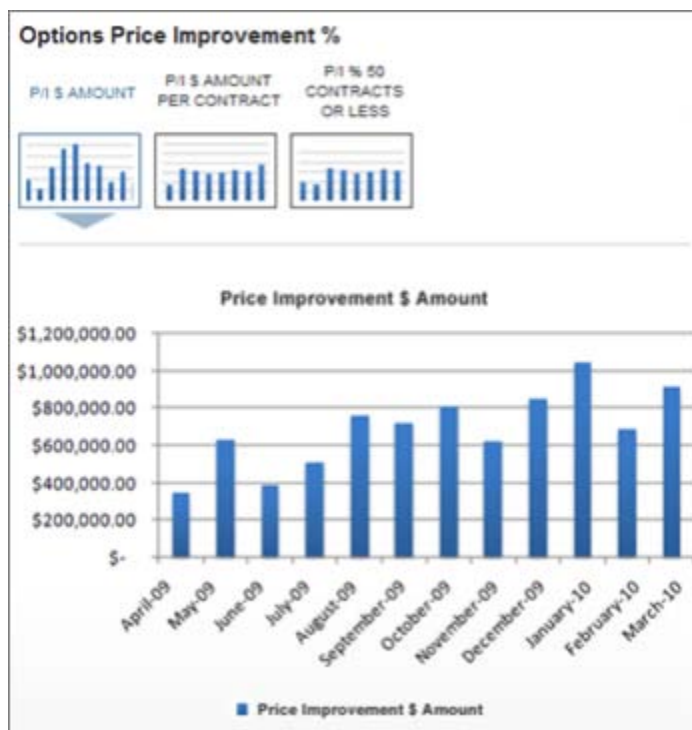 Options Price Improvement %
P/I $ AMOUNT
P/I $ AMOUNT
PER CONTRACT
P/I % 50
CONTRACTS
OR LESS
Price Improvement $ Amount
$1,200,000.00
$1,000,000.00
$800,000.00
$600,000.00
$400,000.00
$200,000.00
$-
April-09
May-09
June-09
July-09
August-09
September-09
October-09
November-09
December-09
January-10
February-10
March-10
Price Improvement $ Amount